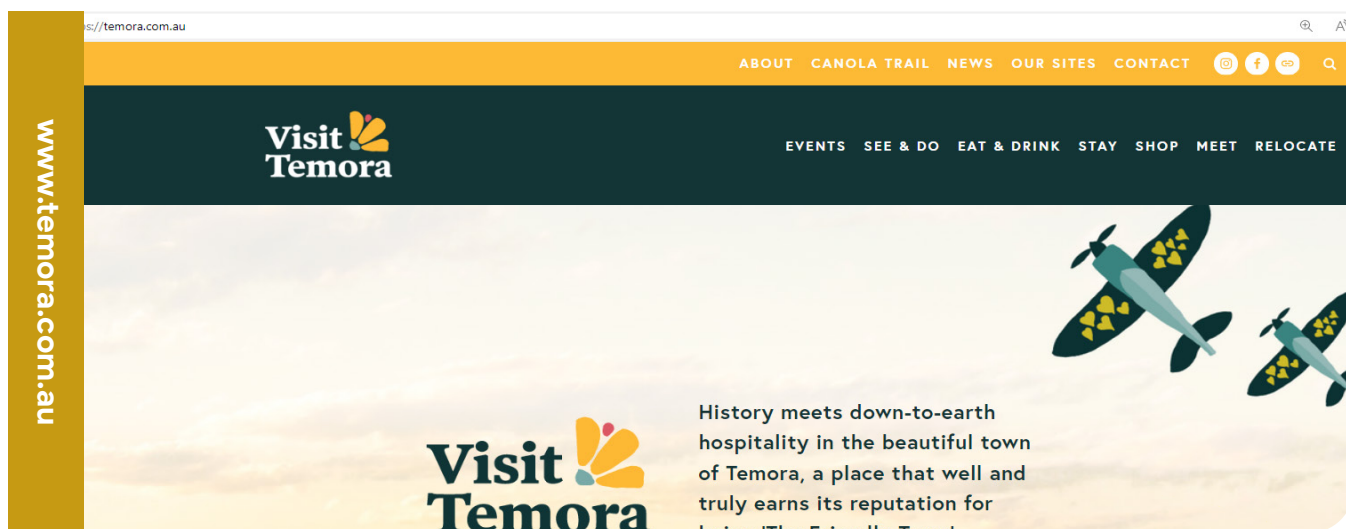 www.temora.com.au
s://temora.com.au
ABOUT CANOLA TRAIL NEWS OUR SITES CONTACT
Visit
Temora
EVENTS SEE & DO EAT & DRINK STAY SHOP MEET RELOCATE
Visit
Temora
History meets down-to-earth
hospitality in the beautiful town
of Temora, a place that well and
truly earns its reputation for